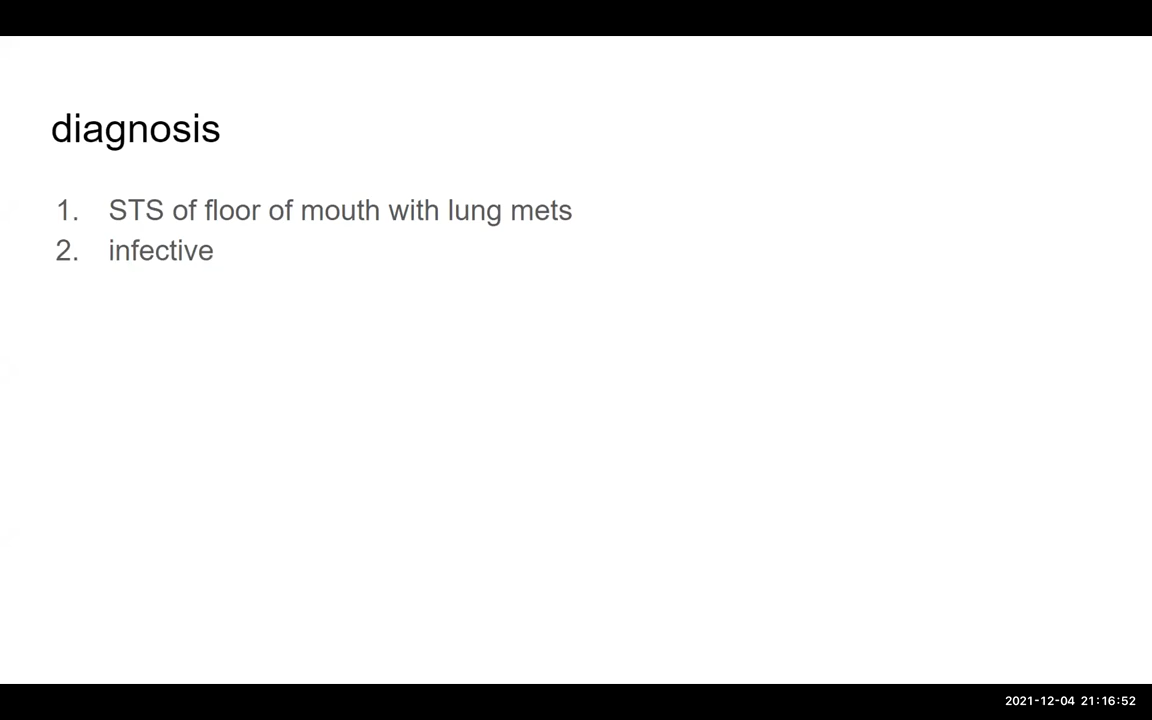 diagnosis
1. STS of floor of mouth with lung mets
2. infective
2021-12-04 21:16:52